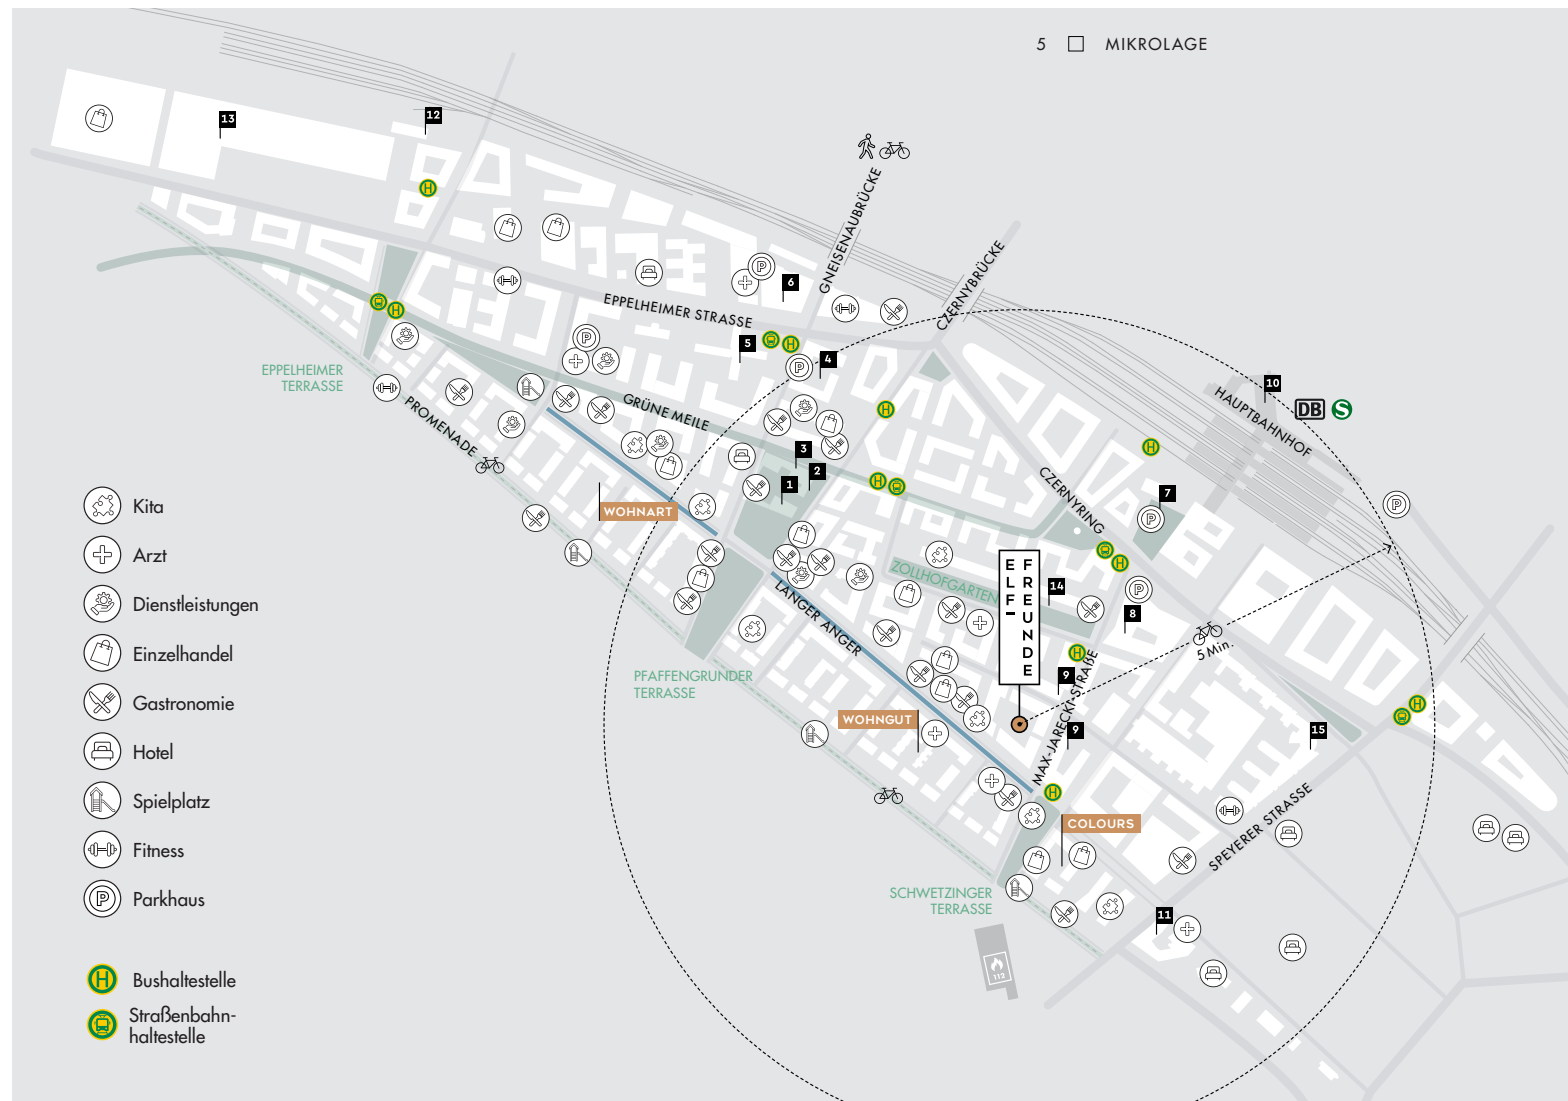 5 MIKROLAGE
13
12
GNEISENAUBRÜCKE
CZERNYBRÜCKE
6
P
EPPELHEIMER STRASSE
5
H
4
P
P
H
H
EPPELHEIMER
TERRASSE
PROMENADE
GRÜNE MEILE
10
DB
S
HAUPTBAHNHOF
H
H
3
2
1
H
CZERNYRING
7
P
P
WOHNART
H
ZOLLHOFGARTEN
ELF-
FREUNDE
14
P
8
LANGER ANGER
5 Min.
H
9
PFAFFENGRUNDER
TERRASSE
WOHNGUT
MAX-JARECKI-STRAßE
9
H
15
H
COLOURS
SPEYERER STRASSE
SCHWETZINGER
TERRASSE
11
112
Kita
Arzt
Dienstleistungen
Einzelhandel
Gastronomie
Hotel
Spielplatz
Fitness
P Parkhaus
H Bushaltestelle
Straßenbahn-
haltestelle